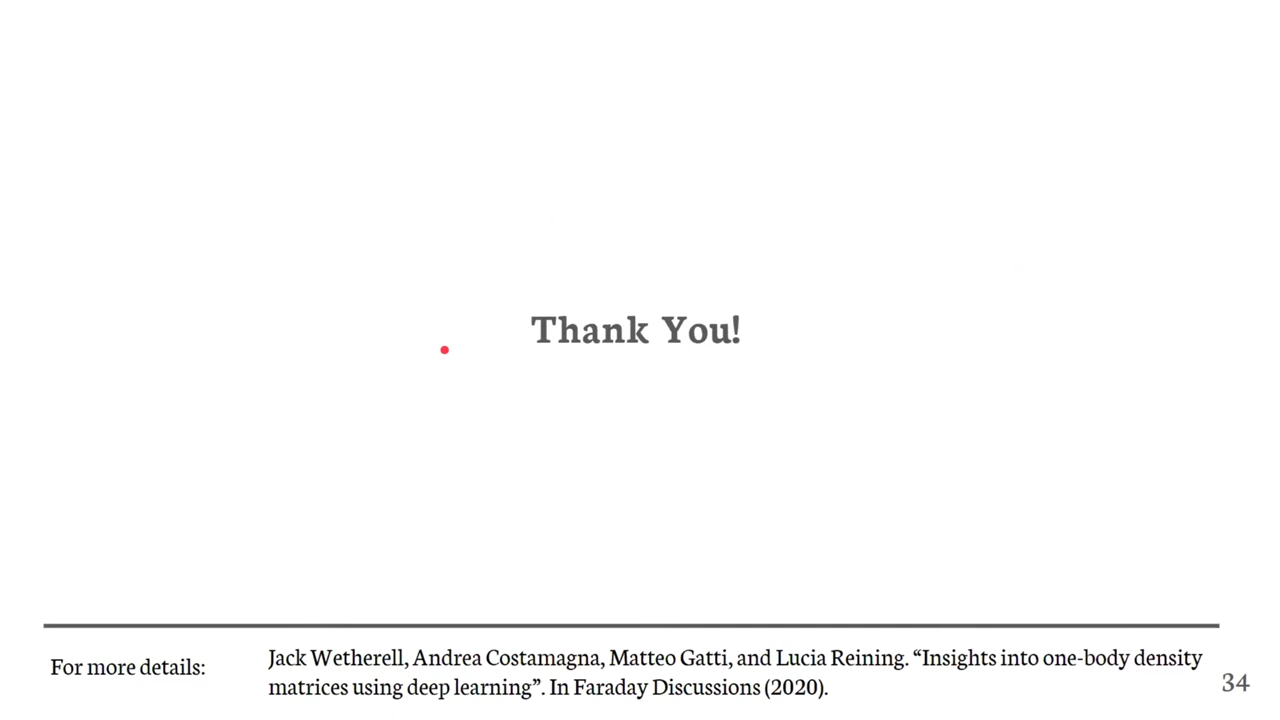 Thank You!
For more details:
Jack Wetherell, Andrea Costamagna, Matteo Gatti, and Lucia Reining. “Insights into one-body density
matrices using deep learning”. In Faraday Discussions (2020).
34